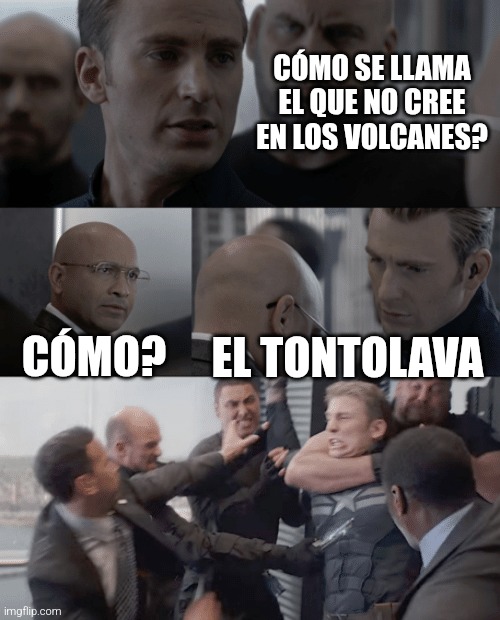 CÓMO SE LLAMA
EL QUE NO CREE
EN LOS VOLCANES?
CÓMO?
EL TONTOLAVA
imgflip.com